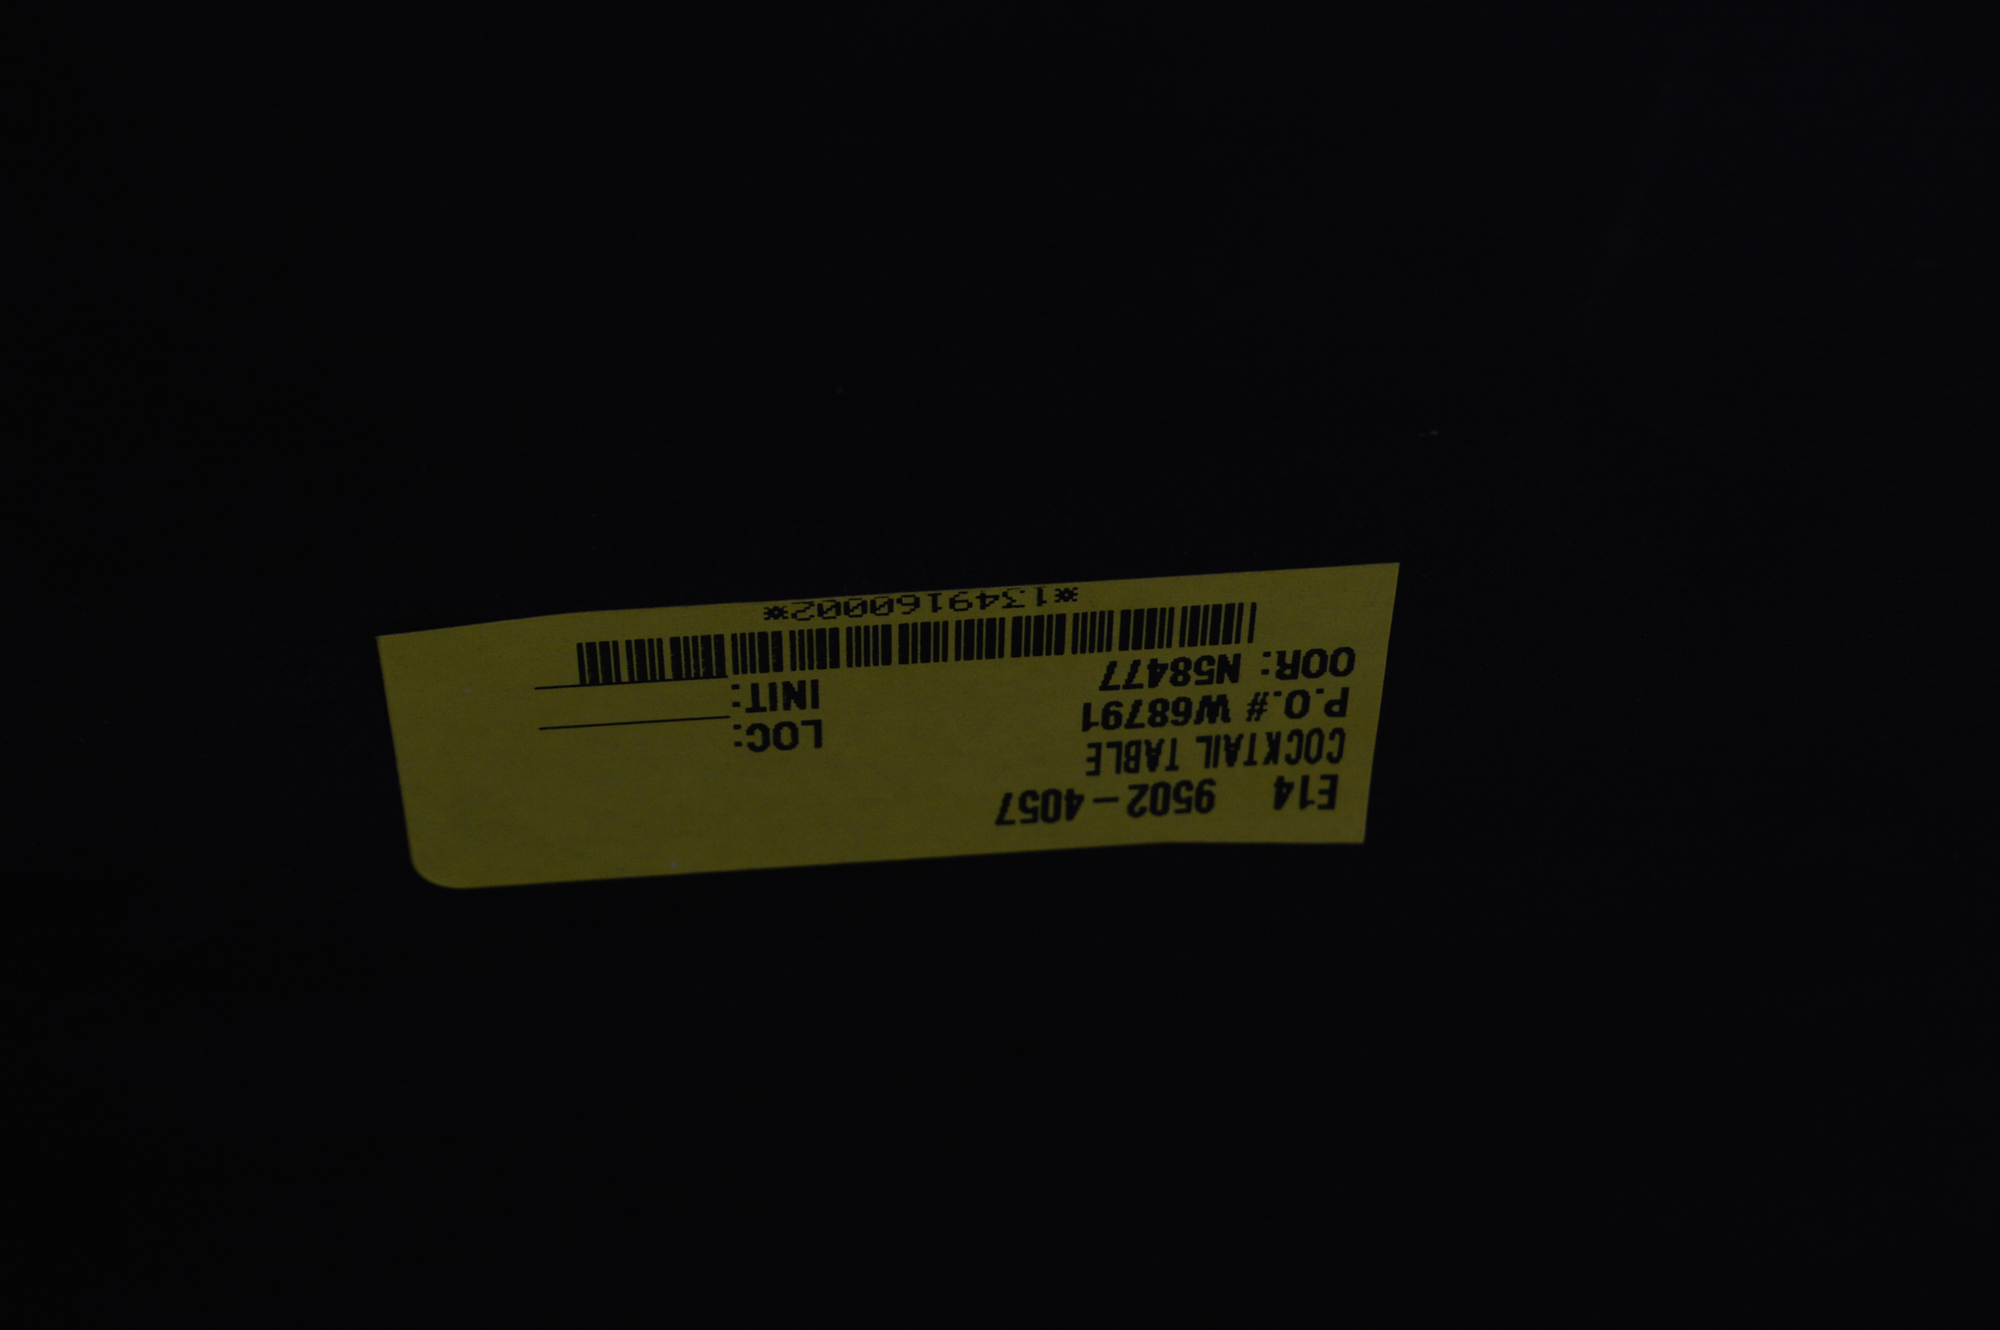 E14 9502-4057
COCKTAIL TABLE
P.O.# W68791 LOC:
OOR: N58477 INIT:
*1349160002*